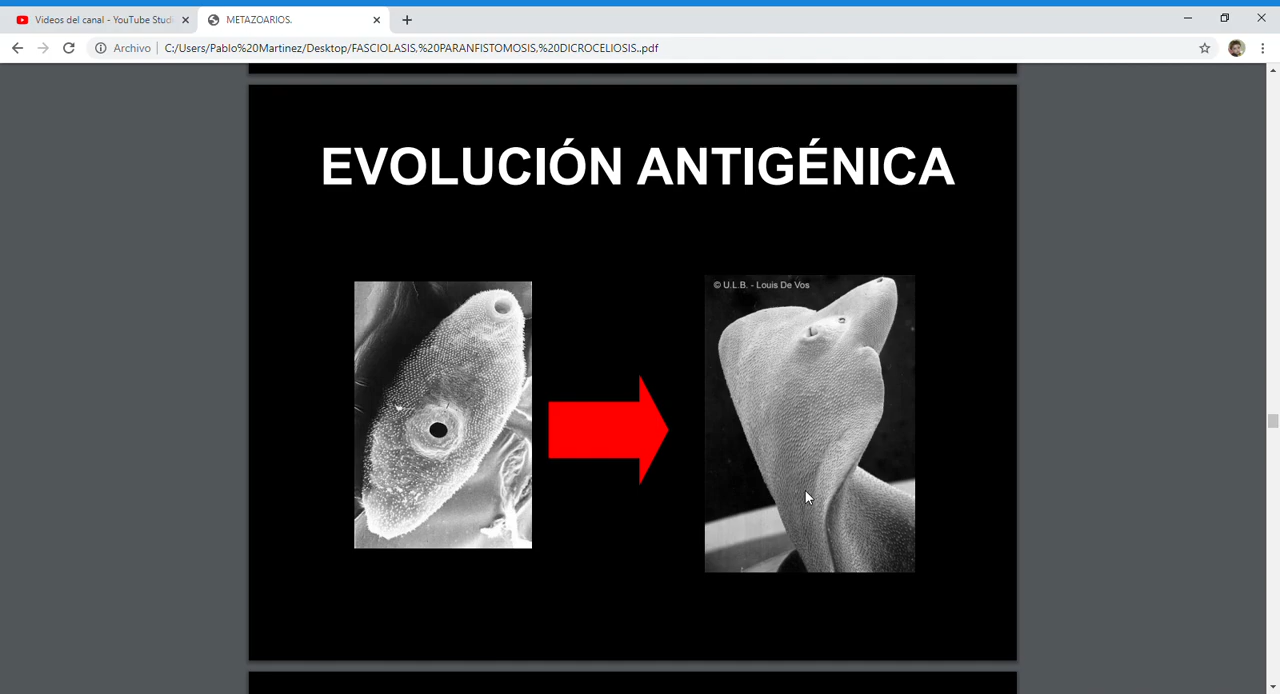 Videos del canal - YouTube Stud
METAZOARIOS.
Archivo
C:/Users/Pablo%20Martinez/Desktop/FASCIOLASIS,%20PARANFISTOMOSIS,%20DICROCELIOSIS,.pdf
EVOLUCIÓN ANTIGÉNICA
© U.L.B. - Louis De Vos